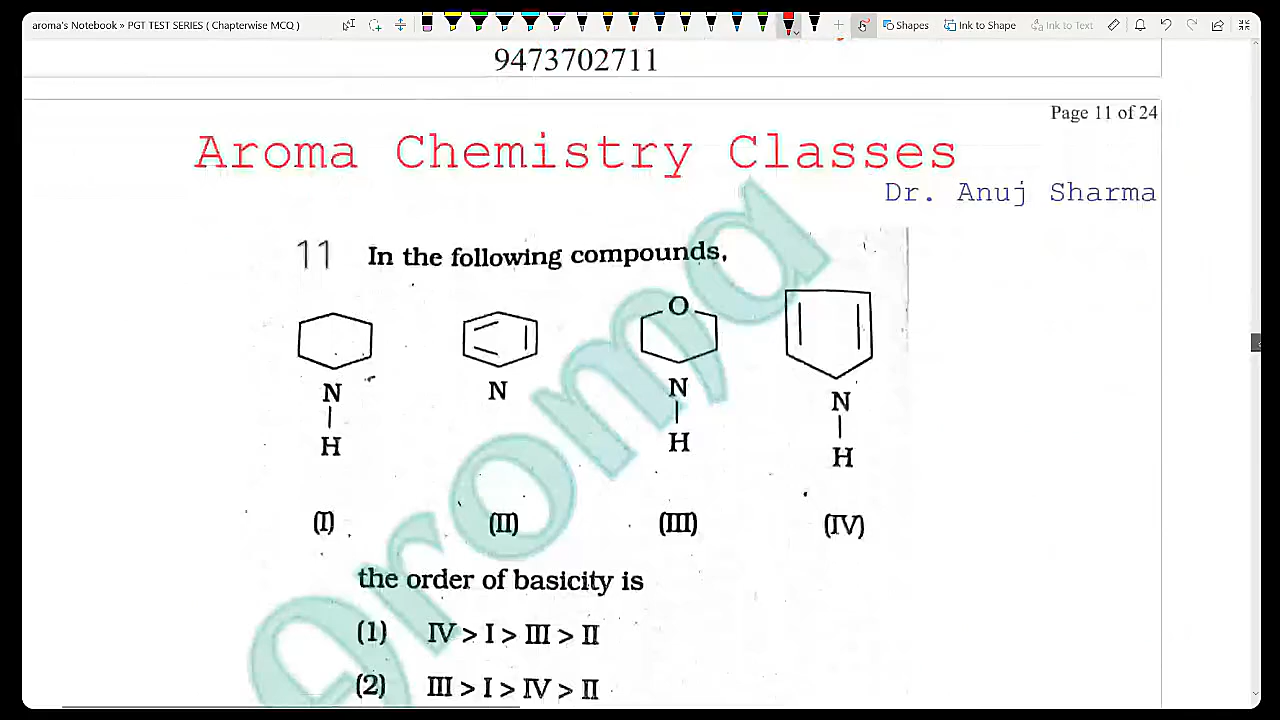 aroma's Notebook » PGT TEST SERIES ( Chapterwise MCQ )
Shapes
Ink to Shape
Ink to Text
9473702711
Page 11 of 24
Aroma Chemistry Classes
Dr. Anuj Sharma
11 In the following compounds,
O
N N N N
H H H
(I) (II) (III) (IV)
the order of basicity is
(1) IV > I > III > II
(2) III > I > IV > II
aroma